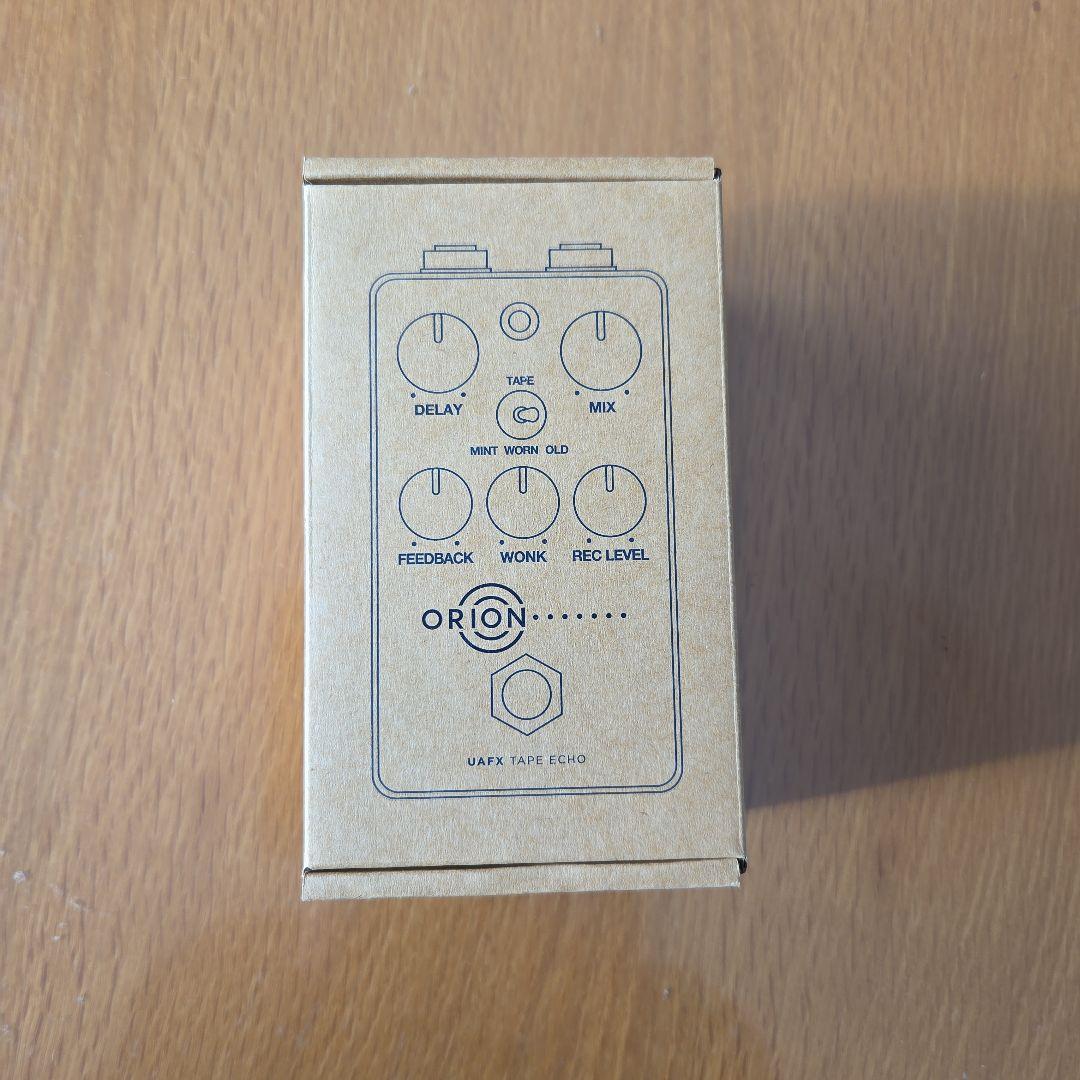 TAPE
DELAY
MIX
MINT WORN OLD
FEEDBACK WONK REC LEVEL
ORION
UAFX TAPE ECHO